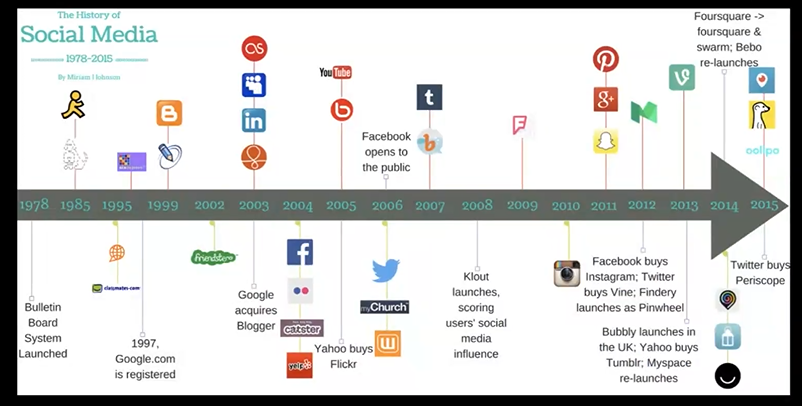 The History of
Social Media
1978-2015
By Miriam J Johnson
Foursquare ->
foursquare &
swarm; Bebo
re-launches
You Tube
Facebook
opens to
the public
1978 1985 1995 1999 2002 2003 2004 2006 2007 2008 2009 2010 2011 2012 2013 2014 2015
Bulletin
Board
System
Launched
classmates.com
1997,
Google.com
is registered
Friendster
Google
acquires
Blogger
catster
yelp
Yahoo buys
Flickr
myChurch
Klout
launches,
scoring
users' social
media
influence
Facebook buys
Instagram; Twitter
buys Vine; Findery
launches as Pinwheel
Bubbly launches in
the UK; Yahoo buys
Tumblr; Myspace
re-launches
Twitter buys
Periscope